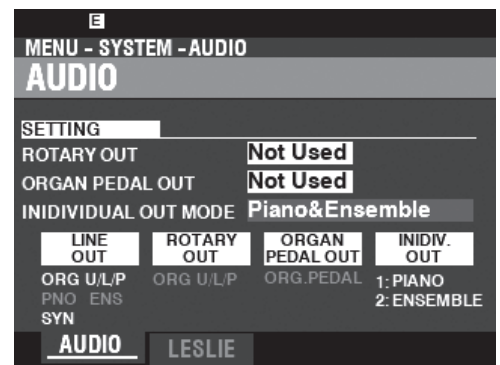 E
MENU - SYSTEM - AUDIO
AUDIO
SETTING
ROTARY OUT Not Used
ORGAN PEDAL OUT Not Used
INIDIVIDUAL OUT MODE Piano&Ensemble
LINE OUT ROTARY OUT ORGAN PEDAL OUT INIDIV. OUT
ORG U/L/P ORG U/L/P ORG.PEDAL 1: PIANO
PNO ENS 2: ENSEMBLE
SYN
AUDIO LESLIE